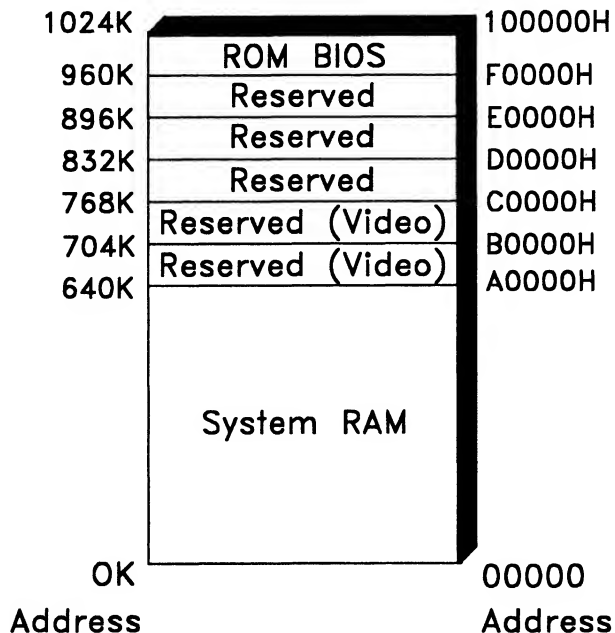 1024K 100000H
ROM BIOS
960K F0000H
Reserved
896K E0000H
Reserved
832K D0000H
Reserved
768K C0000H
Reserved (Video)
704K B0000H
Reserved (Video)
640K A0000H
System RAM
0K 00000
Address Address